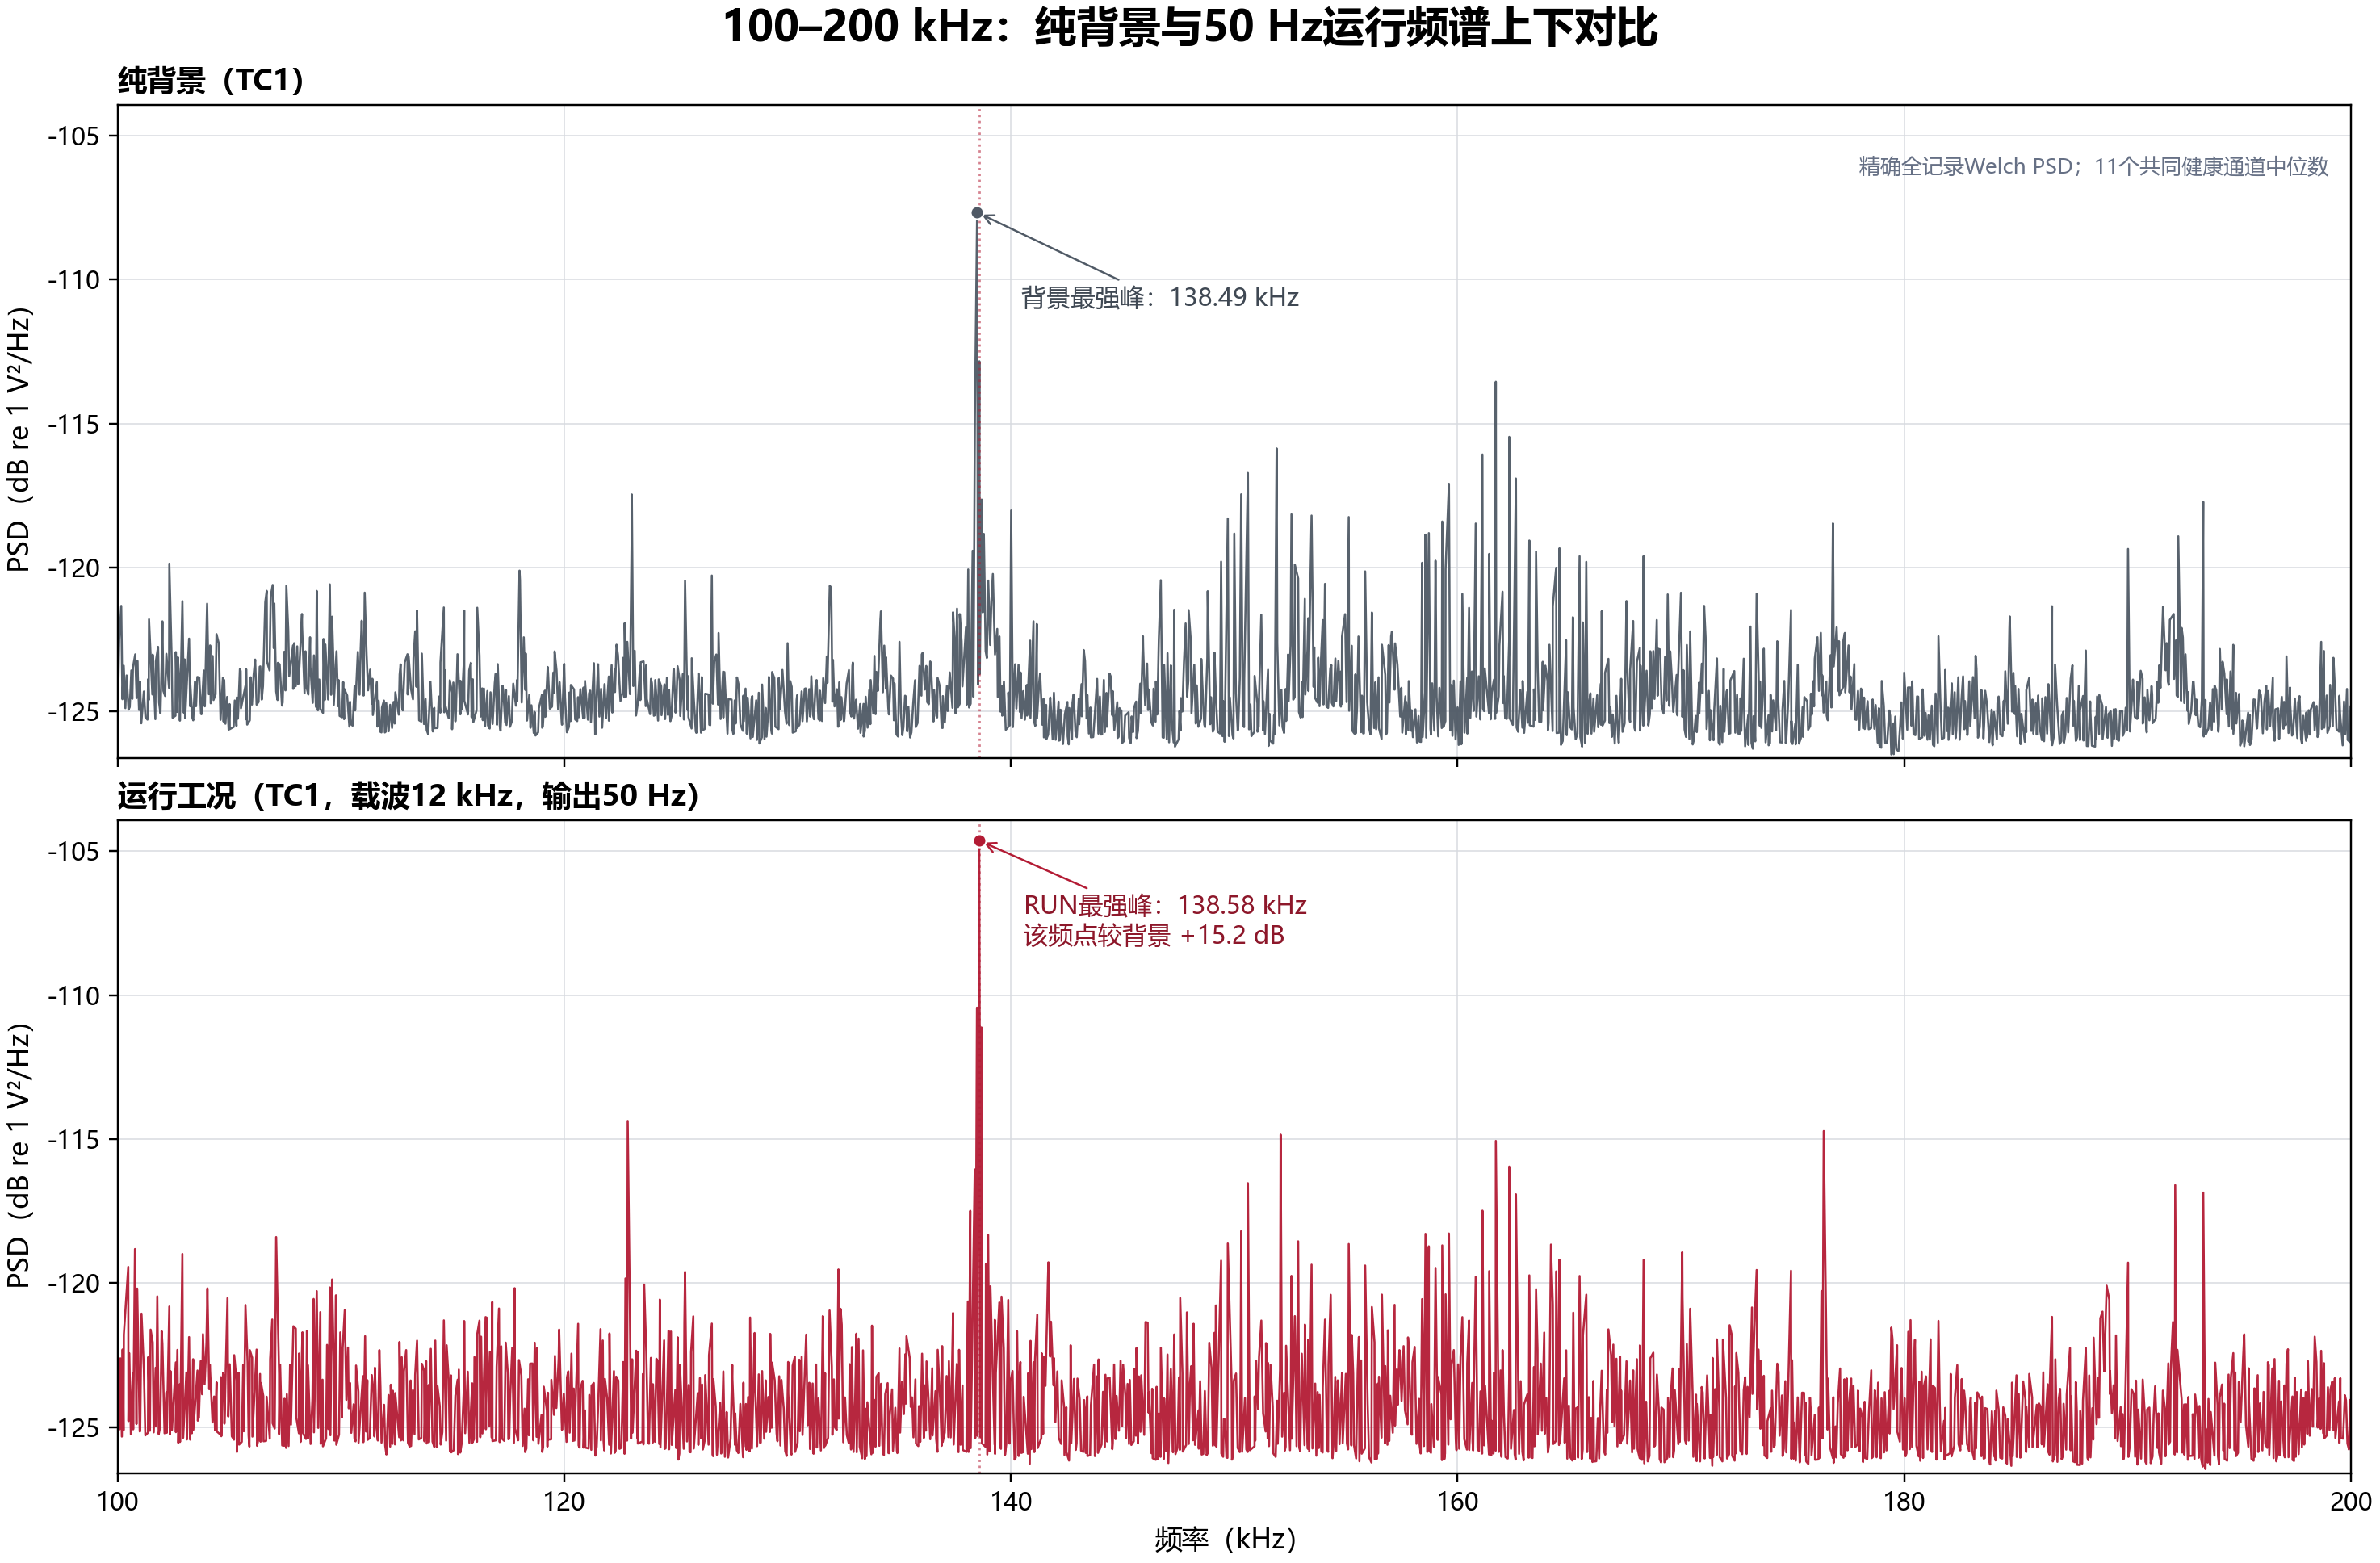 100–200 kHz：纯背景与50 Hz运行频谱上下对比
纯背景（TC1）
PSD（dB re 1 V²/Hz）
-105
-110
-115
-120
-125
精确全记录Welch PSD；11个共同健康通道中位数
背景最强峰：138.49 kHz
运行工况（TC1，载波12 kHz，输出50 Hz）
PSD（dB re 1 V²/Hz）
-105
-110
-115
-120
-125
RUN最强峰：138.58 kHz
该频点较背景 +15.2 dB
100
120
140
160
180
200
频率（kHz）